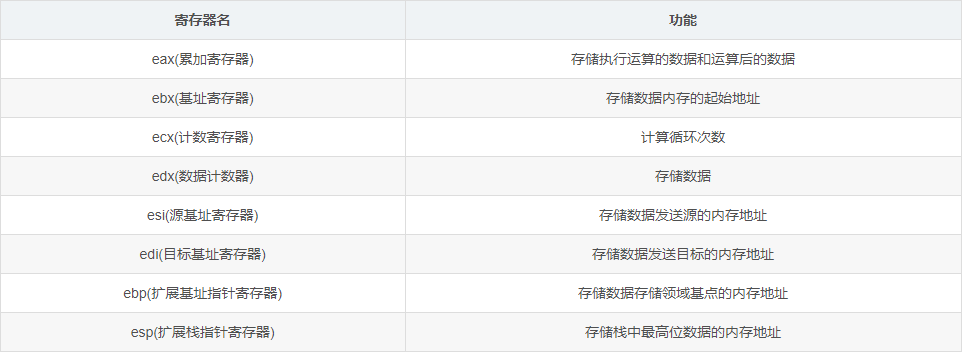 寄存器名 功能
eax(累加寄存器) 存储执行运算的数据和运算后的数据
ebx(基址寄存器) 存储数据内存的起始地址
ecx(计数寄存器) 计算循环次数
edx(数据计数器) 存储数据
esi(源基址寄存器) 存储数据发送源的内存地址
edi(目标基址寄存器) 存储数据发送目标的内存地址
ebp(扩展基址指针寄存器) 存储数据存储领域基点的内存地址
esp(扩展栈指针寄存器) 存储栈中最高位数据的内存地址